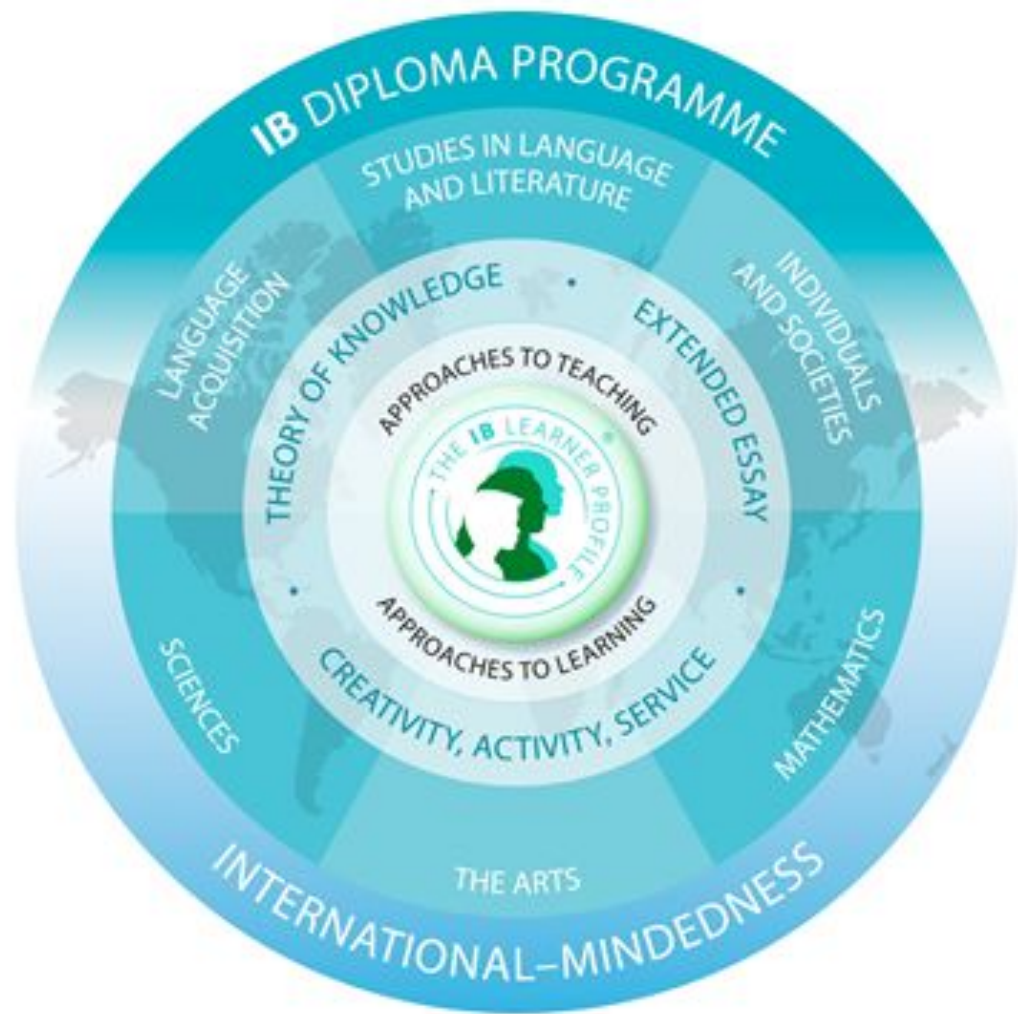 IB DIPLOMA PROGRAMME
STUDIES IN LANGUAGE
AND LITERATURE
LANGUAGE
ACQUISITION
INDIVIDUALS
AND SOCIETIES
THEORY OF KNOWLEDGE
EXTENDED ESSAY
APPROACHES TO TEACHING
THE IB LEARNER PROFILE
APPROACHES TO LEARNING
CREATIVITY, ACTIVITY, SERVICE
SCIENCES
MATHEMATICS
THE ARTS
INTERNATIONAL–MINDEDNESS